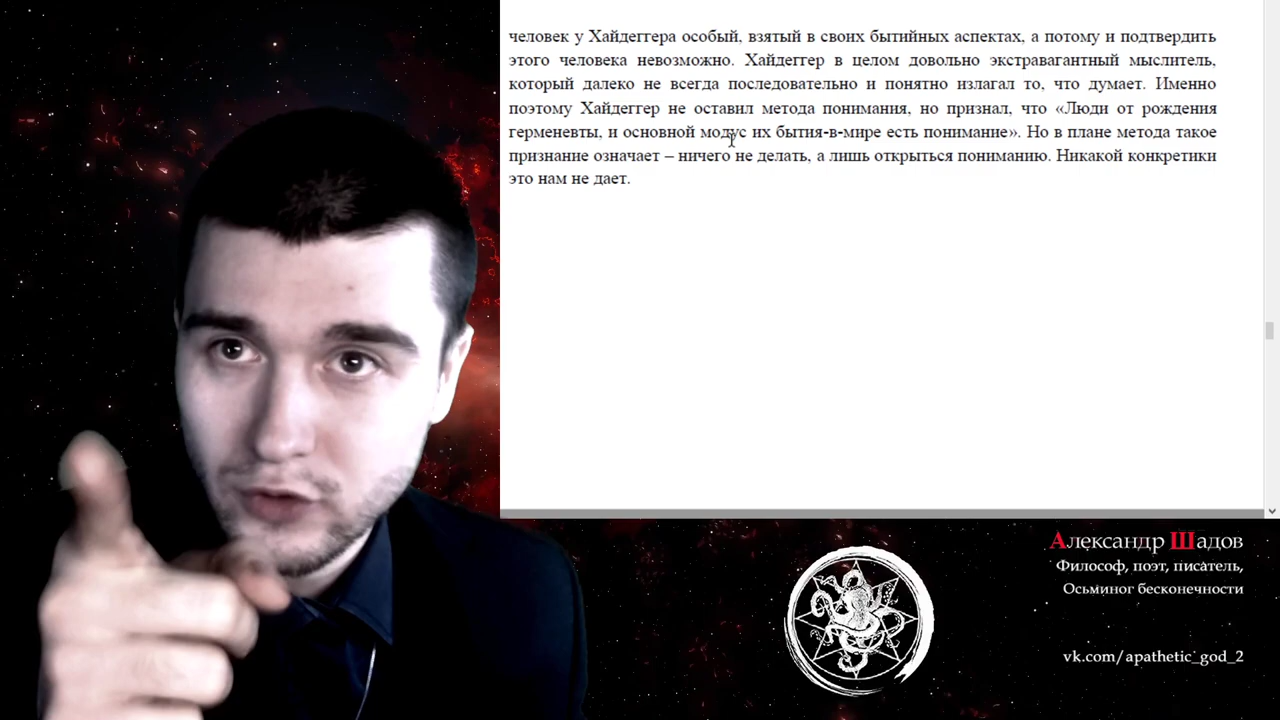 человек у Хайдеггера особый, взятый в своих бытийных аспектах, а потому и подтвердить
этого человека невозможно. Хайдеггер в целом довольно экстравагантный мыслитель,
который далеко не всегда последовательно и понятно излагал то, что думает. Именно
поэтому Хайдеггер не оставил метода понимания, но признал, что «Люди от рождения
герменевты, и основной модус их бытия-в-мире есть понимание». Но в плане метода такое
признание означает – ничего не делать, а лишь открыться пониманию. Никакой конкретики
это нам не дает.
Александр Шадов
Философ, поэт, писатель,
Осьминог бесконечности
vk.com/apathetic_god_2